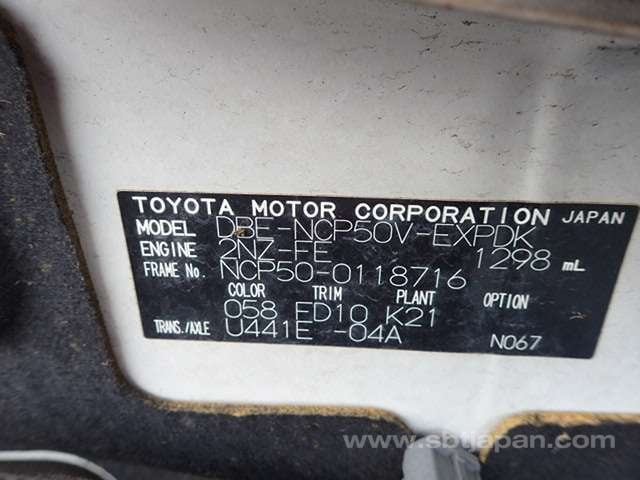 TOYOTA MOTOR CORPORATION JAPAN
MODEL DBE-NCP50V-EXPDK
ENGINE 2NZ-FE 1298 mL
FRAME No. NCP50-0118716
COLOR TRIM PLANT OPTION
058 ED10 K21
TRANS./AXLE U441E -04A N067
www.sbtjapan.com